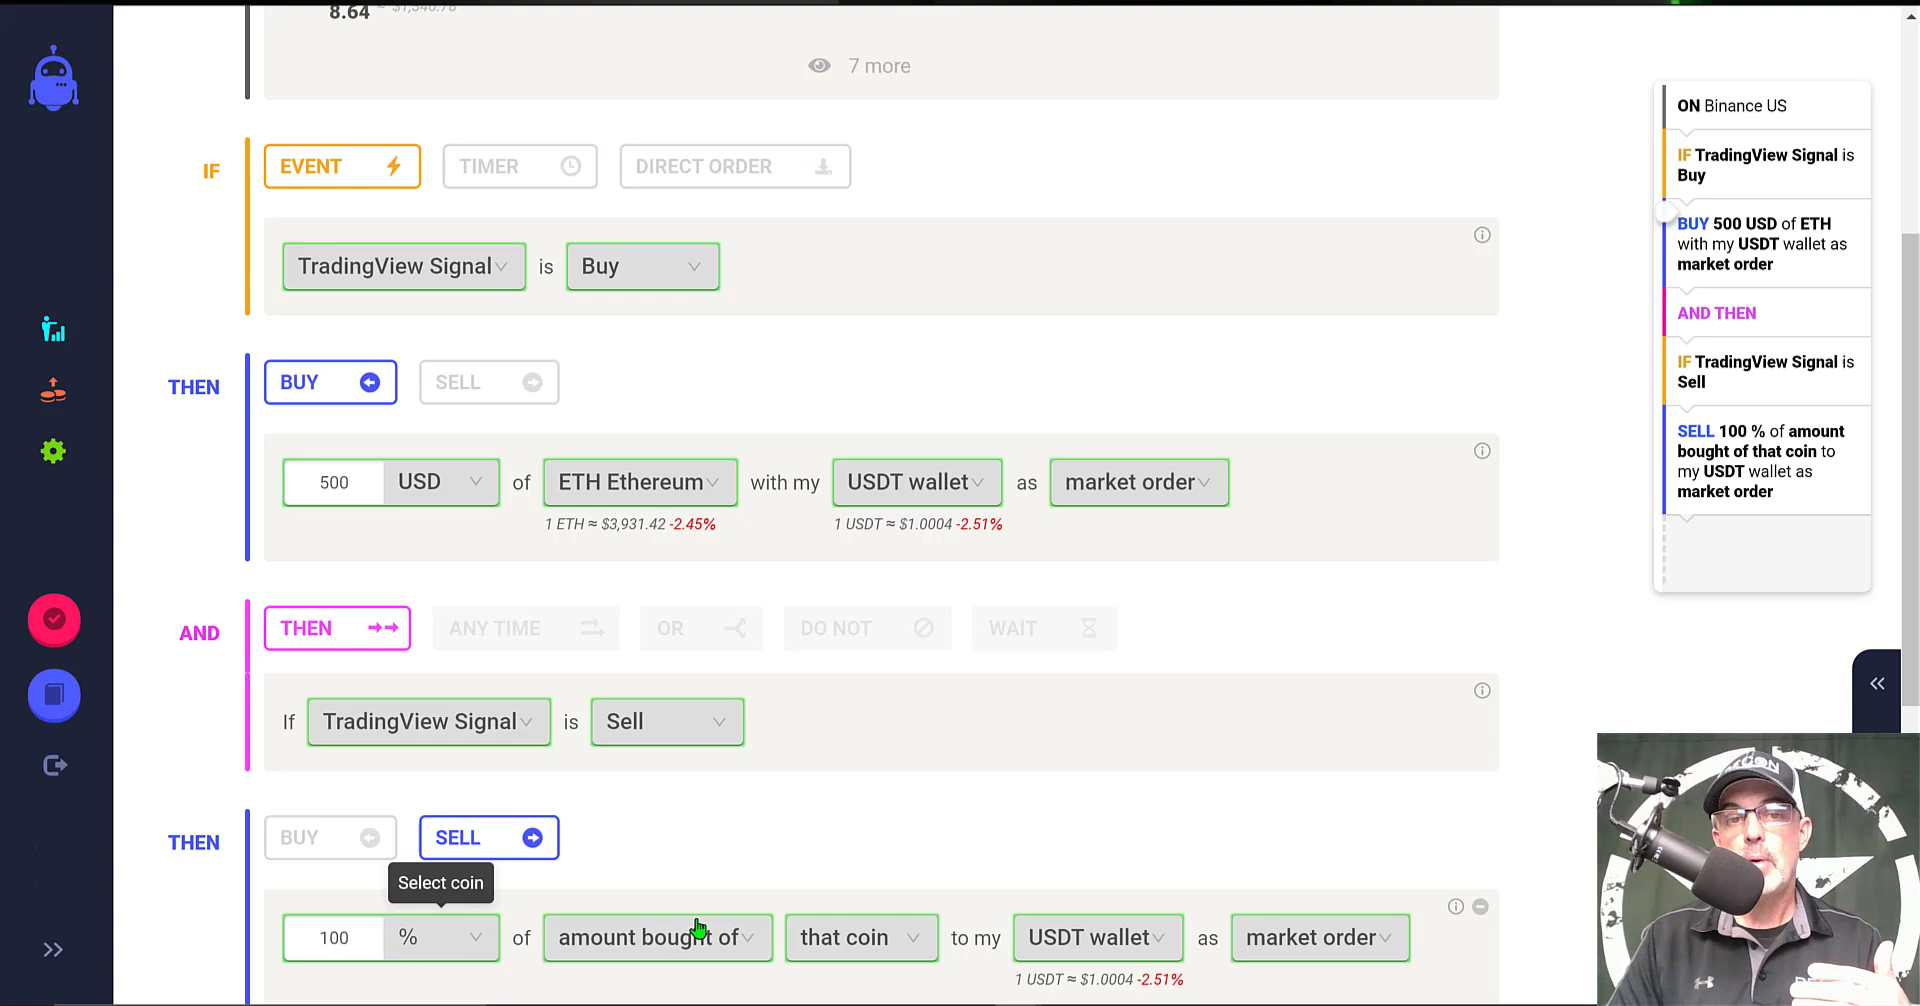 8.64 ≈ $1,340.78
7 more
IF
EVENT
TIMER
DIRECT ORDER
TradingView Signal is Buy
THEN
BUY
SELL
500 USD of ETH Ethereum with my USDT wallet as market order
1 ETH ≈ $3,931.42 -2.45%
1 USDT ≈ $1.0004 -2.51%
AND
THEN
ANY TIME
OR
DO NOT
WAIT
If TradingView Signal is Sell
THEN
BUY
SELL
Select coin
100 % of amount bought of that coin to my USDT wallet as market order
1 USDT ≈ $1.0004 -2.51%
ON Binance US
IF TradingView Signal is
Buy
BUY 500 USD of ETH
with my USDT wallet as
market order
AND THEN
IF TradingView Signal is
Sell
SELL 100 % of amount
bought of that coin to
my USDT wallet as
market order